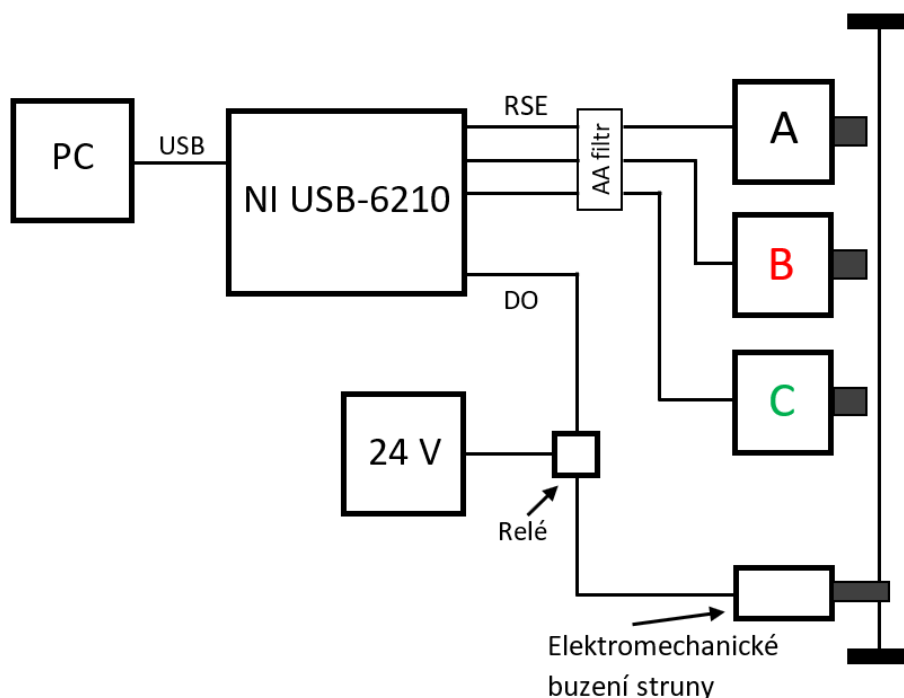 RSE
PC
USB
NI USB-6210
AA filtr
A
B
C
DO
24 V
Relé
Elektromechanické
buzení struny